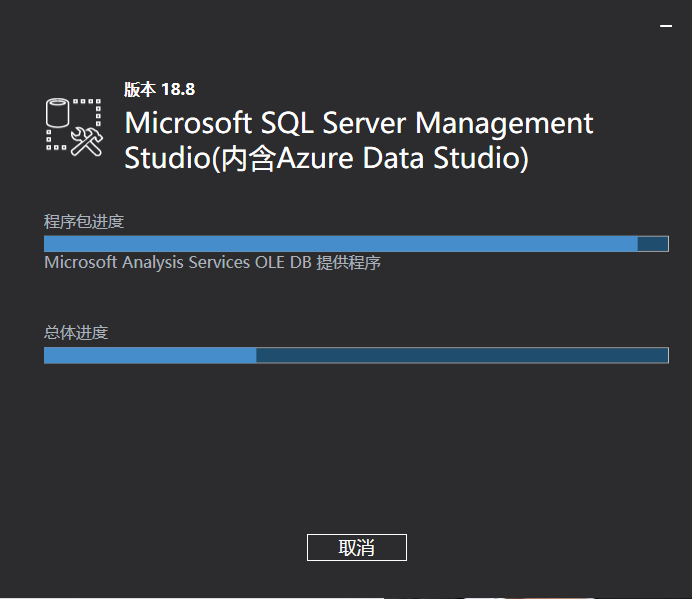 版本 18.8
Microsoft SQL Server Management
Studio(内含Azure Data Studio)
程序包进度
Microsoft Analysis Services OLE DB 提供程序
总体进度
取消